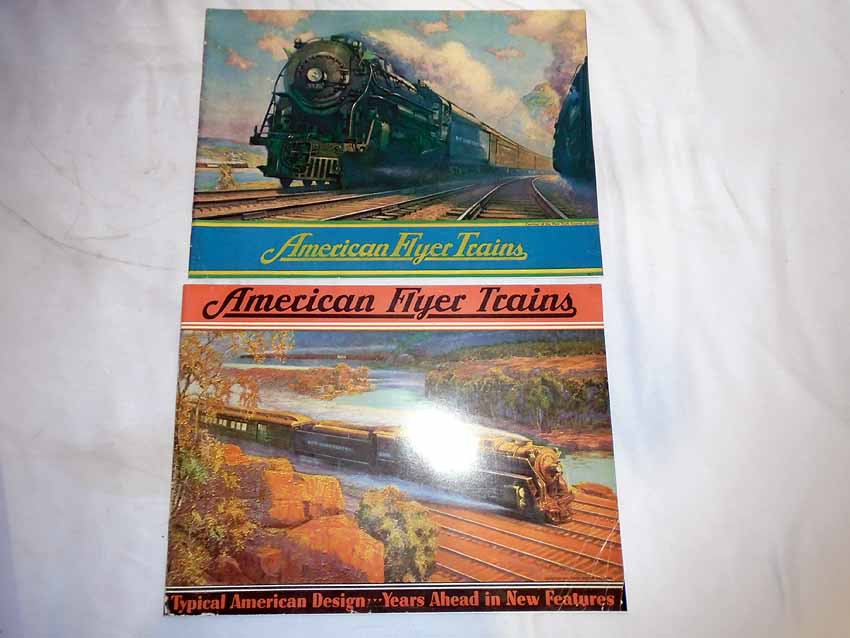 American Flyer Trains
American Flyer Trains
Typical American Design...Years Ahead in New Features